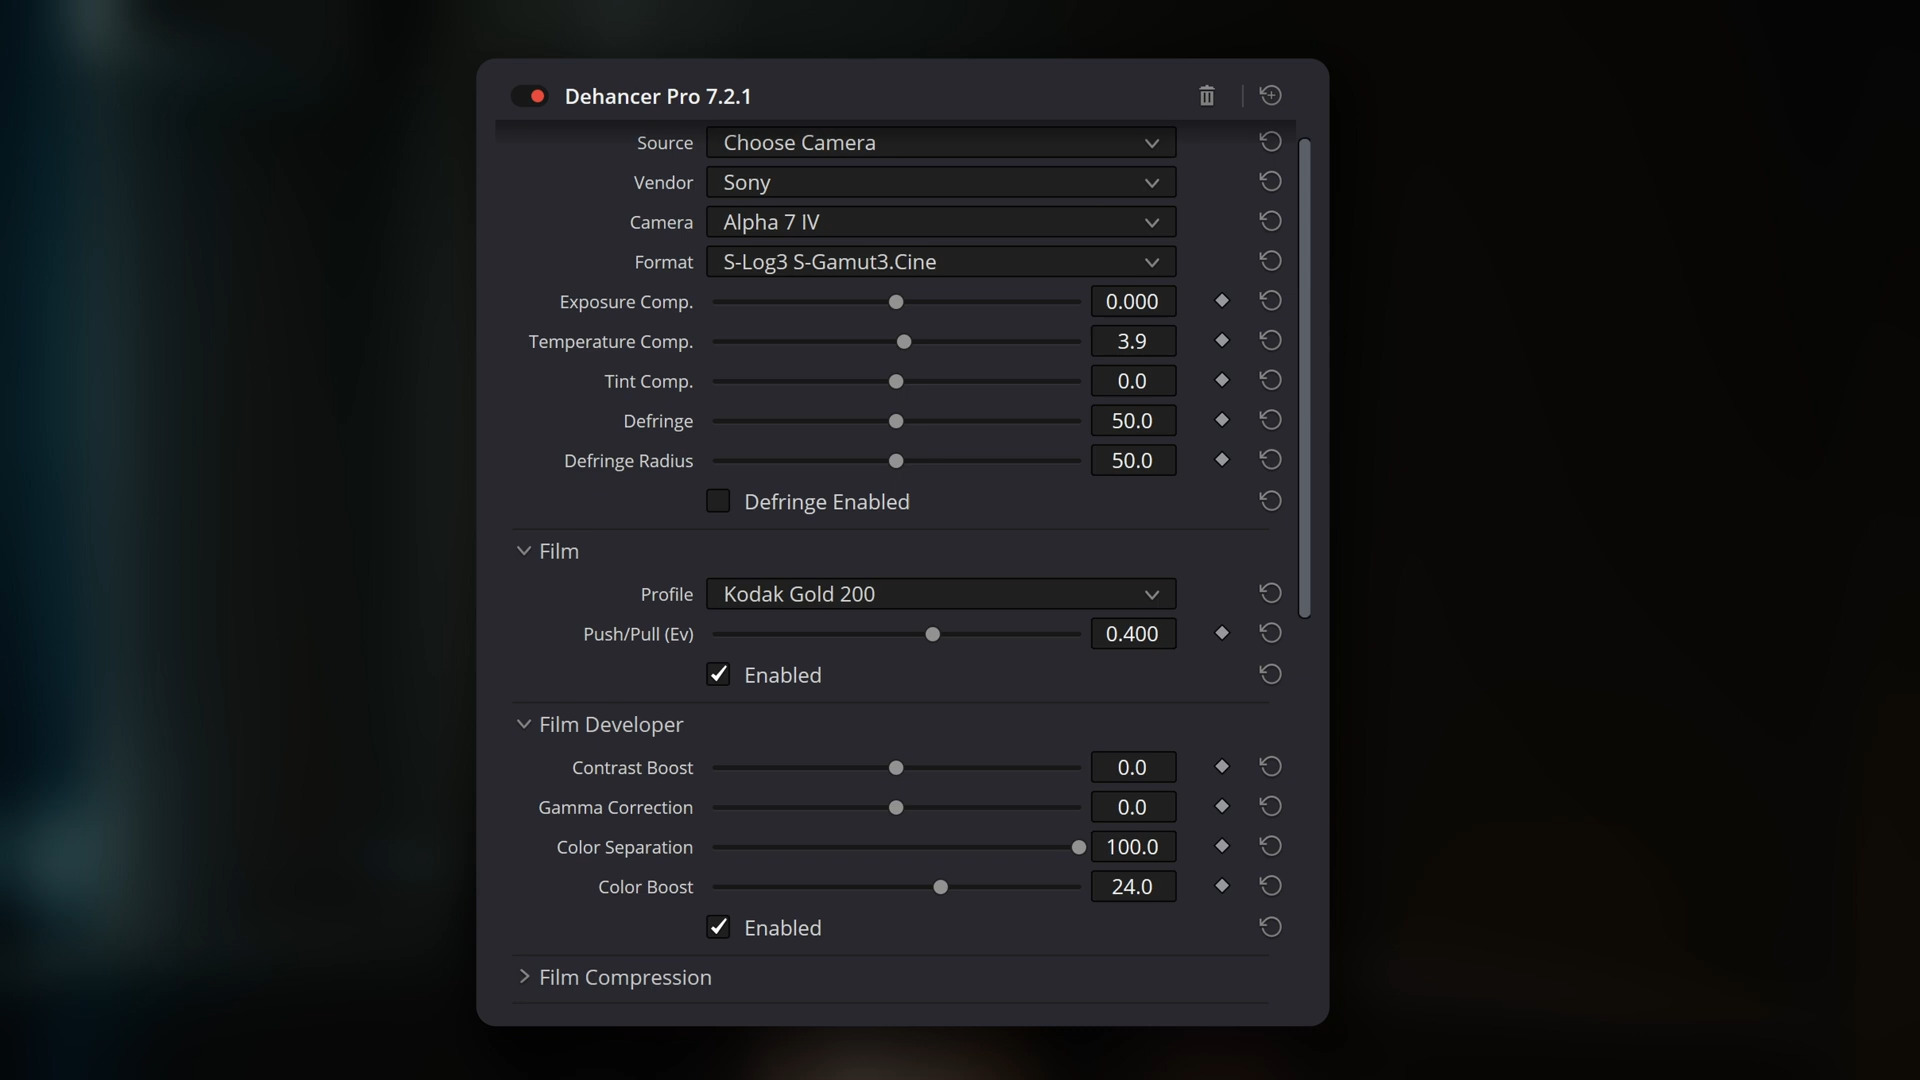 Dehancer Pro 7.2.1
Source Choose Camera
Vendor Sony
Camera Alpha 7 IV
Format S-Log3 S-Gamut3.Cine
Exposure Comp. 0.000
Temperature Comp. 3.9
Tint Comp. 0.0
Defringe 50.0
Defringe Radius 50.0
Defringe Enabled
Film
Profile Kodak Gold 200
Push/Pull (Ev) 0.400
Enabled
Film Developer
Contrast Boost 0.0
Gamma Correction 0.0
Color Separation 100.0
Color Boost 24.0
Enabled
Film Compression